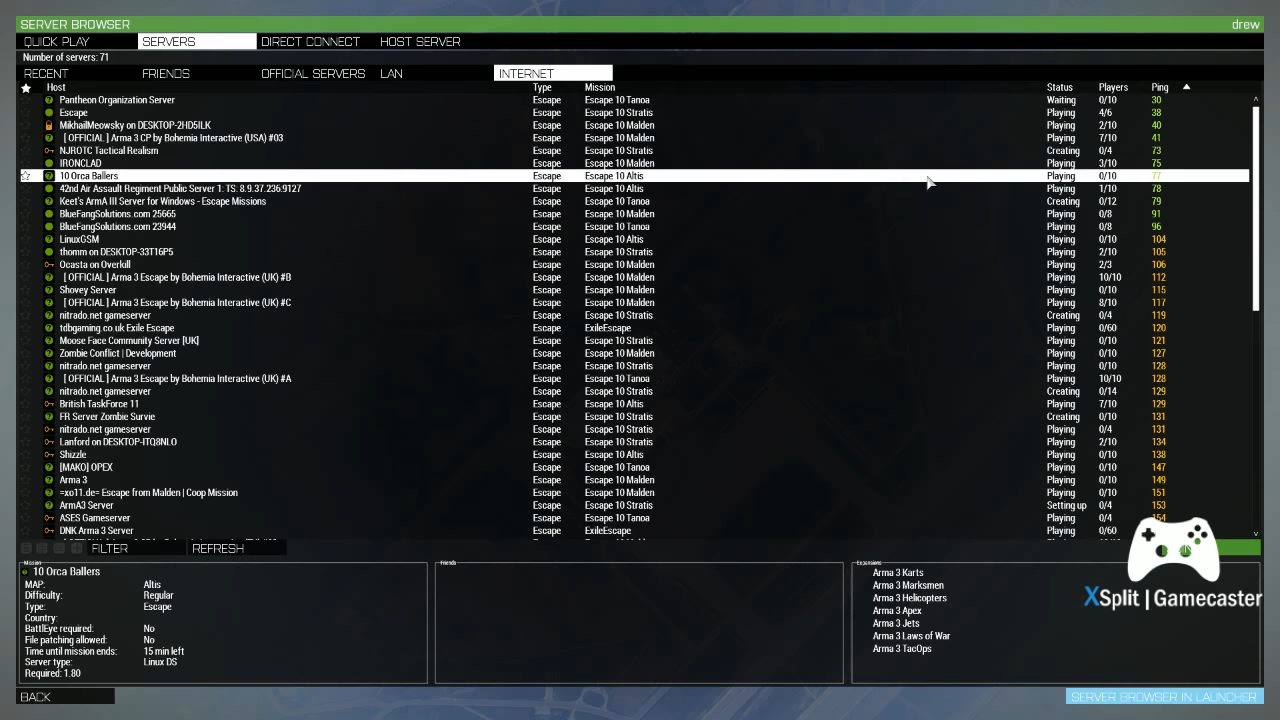 SERVER BROWSER drew
QUICK PLAY SERVERS DIRECT CONNECT HOST SERVER
Number of servers: 71
RECENT FRIENDS OFFICIAL SERVERS LAN INTERNET
Host Type Mission Status Players Ping
Pantheon Organization Server Escape Escape 10 Tanoa Waiting 0/10 30
Escape Escape Escape 10 Stratis Playing 4/6 38
MikhailMeowsky on DESKTOP-2HD5ILK Escape Escape 10 Malden Playing 2/10 40
[ OFFICIAL ] Arma 3 CP by Bohemia Interactive (USA) #03 Escape Escape 10 Malden Playing 7/10 41
NJROTC Tactical Realism Escape Escape 10 Stratis Creating 0/4 73
IRONCLAD Escape Escape 10 Malden Playing 3/10 75
10 Orca Ballers Escape Escape 10 Altis Playing 0/10 77
42nd Air Assault Regiment Public Server 1: TS. 8.9.37.236:9127 Escape Escape 10 Altis Playing 1/10 78
Keet's ArmA III Server for Windows - Escape Missions Escape Escape 10 Tanoa Creating 0/12 79
BlueFangSolutions.com 25665 Escape Escape 10 Malden Playing 0/8 91
BlueFangSolutions.com 23944 Escape Escape 10 Tanoa Playing 0/8 96
LinuxGSM Escape Escape 10 Altis Playing 0/10 104
thomm on DESKTOP-33T16P5 Escape Escape 10 Stratis Playing 2/10 105
Ocasta on Overkill Escape Escape 10 Malden Playing 2/3 106
[ OFFICIAL ] Arma 3 Escape by Bohemia Interactive (UK) #B Escape Escape 10 Malden Playing 10/10 112
Shovey Server Escape Escape 10 Malden Playing 0/10 115
[ OFFICIAL ] Arma 3 Escape by Bohemia Interactive (UK) #C Escape Escape 10 Malden Playing 8/10 117
nitrado.net gameserver Escape Escape 10 Stratis Creating 0/4 119
tdbgaming.co.uk Exile Escape Escape ExileEscape Playing 0/60 120
Moose Face Community Server [UK] Escape Escape 10 Stratis Playing 0/10 121
Zombie Conflict | Development Escape Escape 10 Malden Playing 0/10 127
nitrado.net gameserver Escape Escape 10 Stratis Playing 0/10 128
[ OFFICIAL ] Arma 3 Escape by Bohemia Interactive (UK) #A Escape Escape 10 Tanoa Playing 10/10 128
nitrado.net gameserver Escape Escape 10 Stratis Creating 0/14 129
British TaskForce 11 Escape Escape 10 Altis Playing 7/10 129
FR Server Zombie Survie Escape Escape 10 Stratis Creating 0/10 131
nitrado.net gameserver Escape Escape 10 Stratis Playing 0/4 131
Lanford on DESKTOP-ITQ8NLO Escape Escape 10 Stratis Playing 2/10 134
Shizzle Escape Escape 10 Altis Playing 0/10 138
[MAKO] OPEX Escape Escape 10 Tanoa Playing 0/10 147
Arma 3 Escape Escape 10 Malden Playing 0/10 149
=xo11.de= Escape from Malden | Coop Mission Escape Escape 10 Malden Playing 0/10 151
ArmA3 Server Escape Escape 10 Stratis Setting up 0/4 153
ASES Gameserver Escape Escape 10 Tanoa Playing 0/4 154
DNK Arma 3 Server Escape ExileEscape Playing 0/60
FILTER REFRESH
Mission Friends Expansions
10 Orca Ballers
MAP: Altis
Difficulty: Regular
Type: Escape
Country:
BattlEye required: No
File patching allowed: No
Time until mission ends: 15 min left
Server type: Linux DS
Required: 1.80
Arma 3 Karts
Arma 3 Marksmen
Arma 3 Helicopters
Arma 3 Apex
Arma 3 Jets
Arma 3 Laws of War
Arma 3 TacOps
XSplit | Gamecaster
BACK SERVER BROWSER IN LAUNCHER